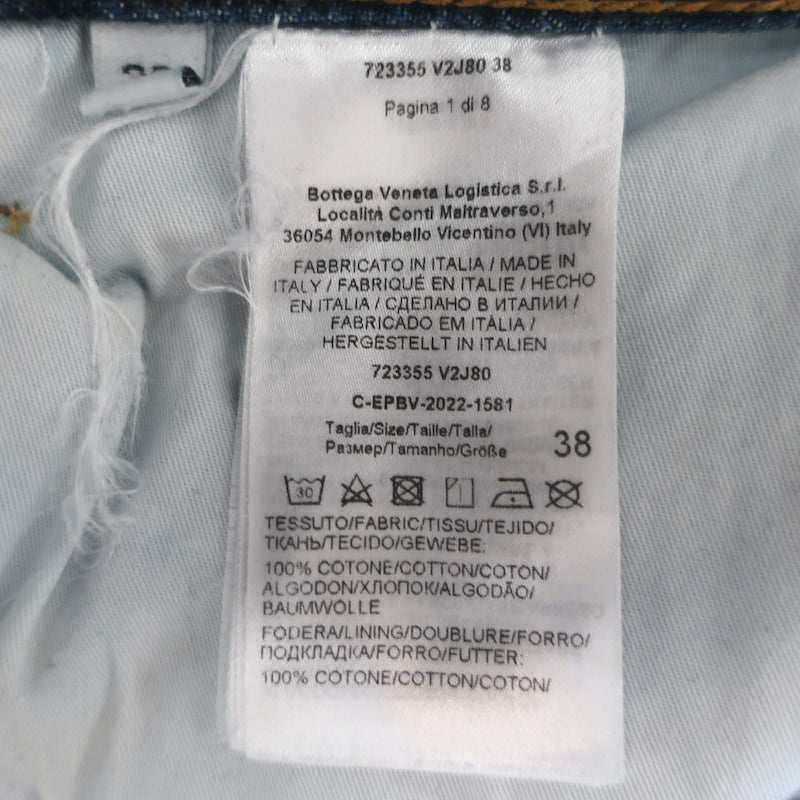 723355 V2J80 38
Pagina 1 di 8
Bottega Veneta Logistica S.r.l.
Località Conti Maltraverso,1
36054 Montebello Vicentino (VI) Italy
FABBRICATO IN ITALIA / MADE IN
ITALY / FABRIQUÉ EN ITALIE / HECHO
EN ITALIA / СДЕЛАНО В ИТАЛИИ /
FABRICADO EM ITÁLIA /
HERGESTELLT IN ITALIEN
723355 V2J80
C-EPBV-2022-1581
Taglia/Size/Taille/Talla/
Размер/Tamanho/Größe 38
30
TESSUTO/FABRIC/TISSU/TEJIDO/
ТКАНЬ/TECIDO/GEWEBE:
100% COTONE/COTTON/COTON/
ALGODON/ХЛОПОК/ALGODÃO/
BAUMWOLLE
FODERA/LINING/DOUBLURE/FORRO/
ПОДКЛАДКА/FORRO/FUTTER:
100% COTONE/COTTON/COTON/